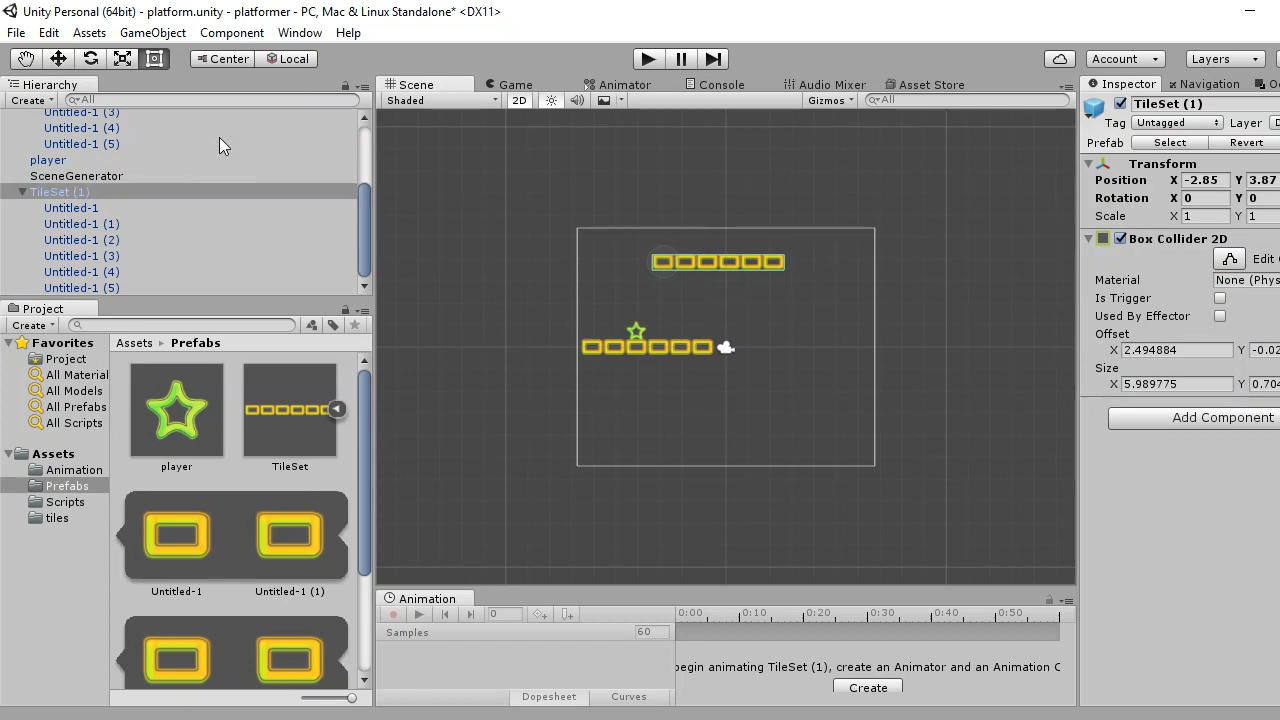 Unity Personal (64bit) - platform.unity - platformer - PC, Mac & Linux Standalone* <DX11>
File Edit Assets GameObject Component Window Help
Center Local Account Layers
Hierarchy
Create All
Untitled-1 (3)
Untitled-1 (4)
Untitled-1 (5)
player
SceneGenerator
TileSet (1)
Untitled-1
Untitled-1 (1)
Untitled-1 (2)
Untitled-1 (3)
Untitled-1 (4)
Untitled-1 (5)
Project
Create
Favorites
Project
All Material
All Models
All Prefabs
All Scripts
Assets
Animation
Prefabs
Scripts
tiles
Assets Prefabs
player TileSet
Untitled-1 Untitled-1 (1)
Scene Game Animator Console Audio Mixer Asset Store
Shaded 2D Gizmos All
Animation
0
Samples 60
0:00 0:10 0:20 0:30 0:40 0:50
begin animating TileSet (1), create an Animator and an Animation C
Create
Dopesheet Curves
Inspector Navigation
TileSet (1)
Tag Untagged Layer
Prefab Select Revert
Transform
Position X -2.85 Y 3.87
Rotation X 0 Y 0
Scale X 1 Y 1
Box Collider 2D
Edit
Material None (Phys
Is Trigger
Used By Effector
Offset
X 2.494884 Y -0.02
Size
X 5.989775 Y 0.704
Add Component